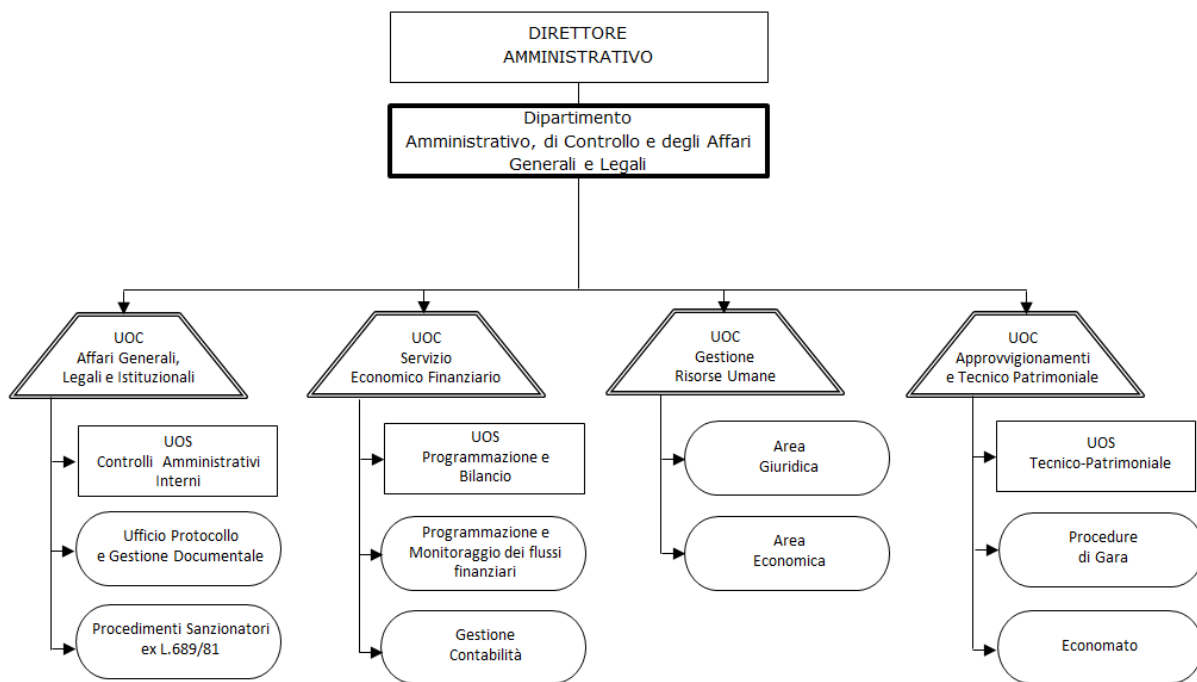 DIRETTORE
AMMINISTRATIVO
Dipartimento
Amministrativo, di Controllo e degli Affari
Generali e Legali
UOC
Affari Generali,
Legali e Istituzionali
UOC
Servizio
Economico Finanziario
UOC
Gestione
Risorse Umane
UOC
Approvvigionamenti
e Tecnico Patrimoniale
UOS
Controlli Amministrativi
Interni
Ufficio Protocollo
e Gestione Documentale
Procedimenti Sanzionatori
ex L.689/81
UOS
Programmazione e
Bilancio
Programmazione e
Monitoraggio dei flussi
finanziari
Gestione
Contabilità
Area
Giuridica
Area
Economica
UOS
Tecnico-Patrimoniale
Procedure
di Gara
Economato